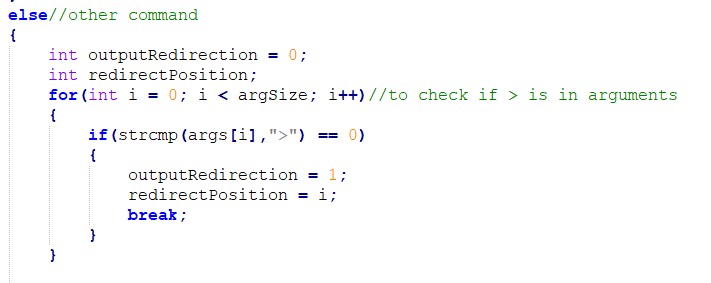 else//other command
{
int outputRedirection = 0;
int redirectPosition;
for(int i = 0; i < argSize; i++)//to check if > is in arguments
{
if(strcmp(args[i],">") == 0)
{
outputRedirection = 1;
redirectPosition = i;
break;
}
}